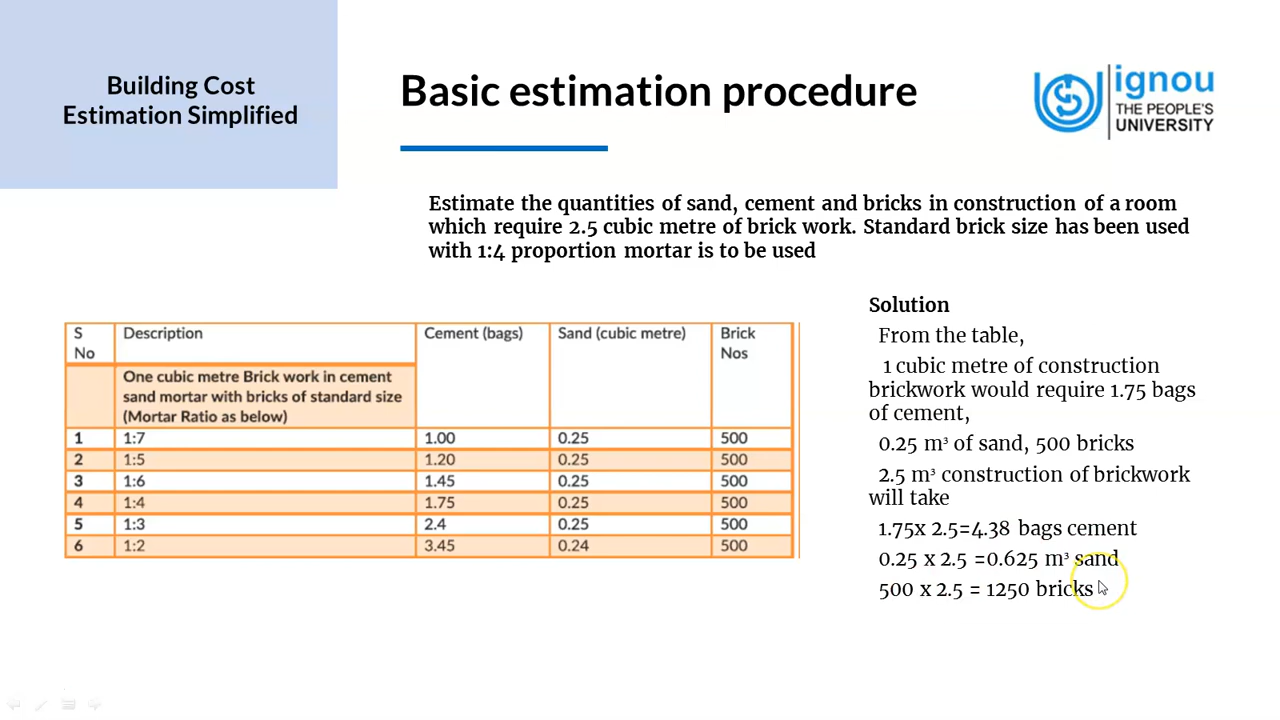 Building Cost
Estimation Simplified
Basic estimation procedure
ignou
THE PEOPLE'S
UNIVERSITY
Estimate the quantities of sand, cement and bricks in construction of a room
which require 2.5 cubic metre of brick work. Standard brick size has been used
with 1:4 proportion mortar is to be used
S No Description Cement (bags) Sand (cubic metre) Brick Nos
One cubic metre Brick work in cement
sand mortar with bricks of standard size
(Mortar Ratio as below)
1 1:7 1.00 0.25 500
2 1:5 1.20 0.25 500
3 1:6 1.45 0.25 500
4 1:4 1.75 0.25 500
5 1:3 2.4 0.25 500
6 1:2 3.45 0.24 500
Solution
From the table,
1 cubic metre of construction
brickwork would require 1.75 bags
of cement,
0.25 m³ of sand, 500 bricks
2.5 m³ construction of brickwork
will take
1.75x 2.5=4.38 bags cement
0.25 x 2.5 =0.625 m³ sand
500 x 2.5 = 1250 bricks